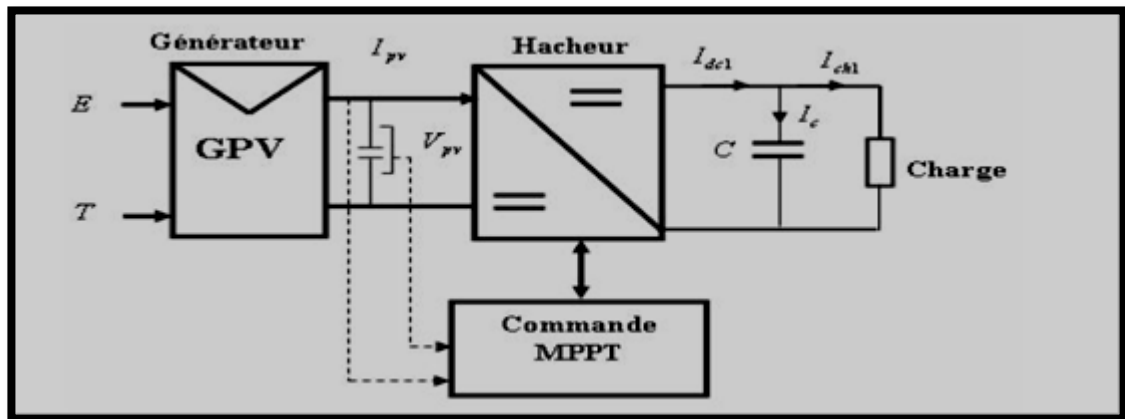 Générateur
I_pv
Hacheur
I_dc1
I_ch1
E
GPV
V_pv
C
I_c
Charge
T
Commande
MPPT